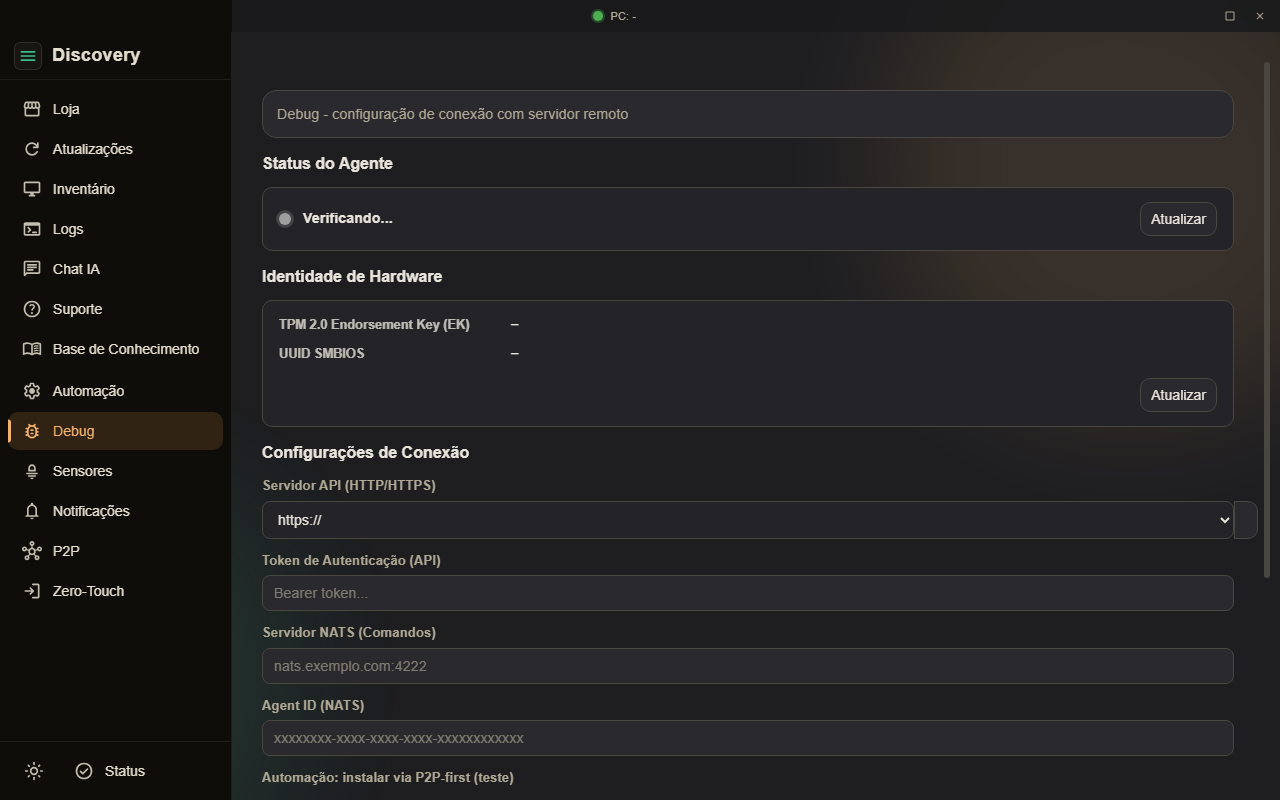 PC: -
Discovery
Loja
Atualizações
Inventário
Logs
Chat IA
Suporte
Base de Conhecimento
Automação
Debug
Sensores
Notificações
P2P
Zero-Touch
Status
Debug - configuração de conexão com servidor remoto
Status do Agente
Verificando...
Atualizar
Identidade de Hardware
TPM 2.0 Endorsement Key (EK) –
UUID SMBIOS –
Atualizar
Configurações de Conexão
Servidor API (HTTP/HTTPS)
https://
Token de Autenticação (API)
Bearer token...
Servidor NATS (Comandos)
nats.exemplo.com:4222
Agent ID (NATS)
xxxxxxxx-xxxx-xxxx-xxxx-xxxxxxxxxxxx
Automação: instalar via P2P-first (teste)